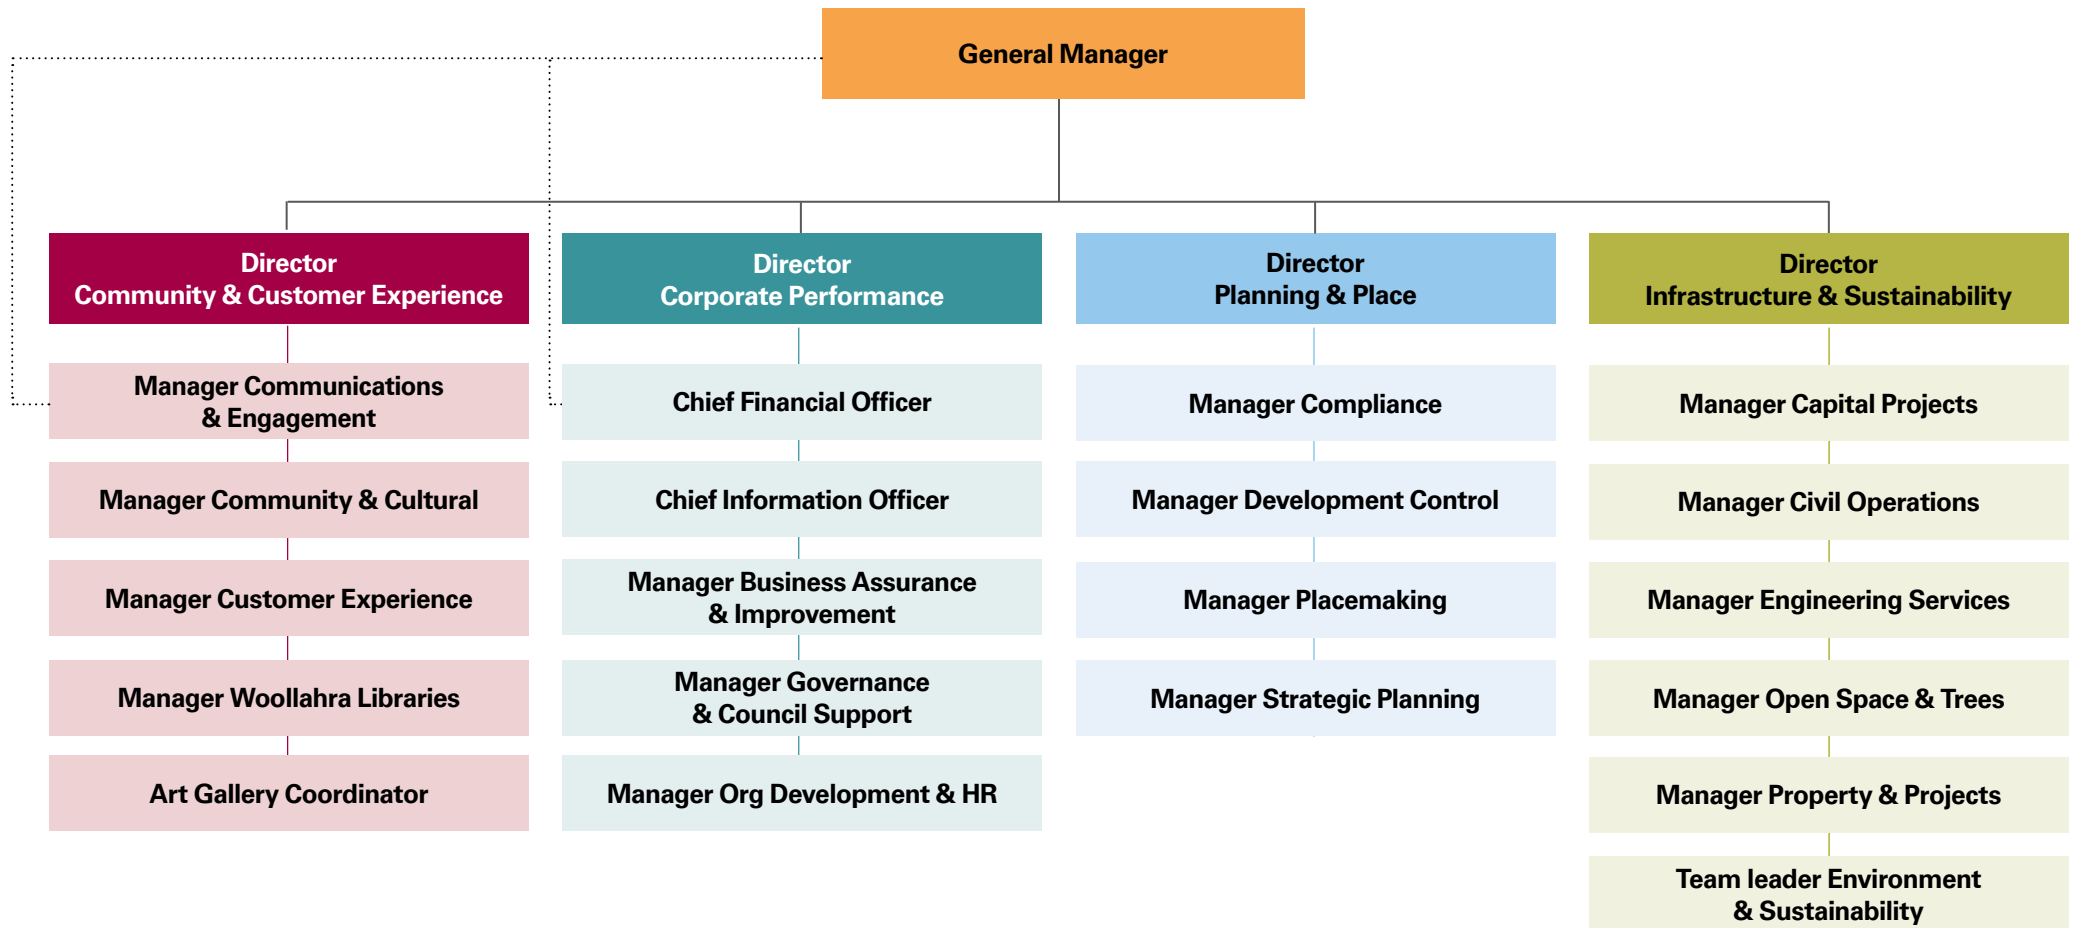 General Manager
Director
Community & Customer Experience
Manager Communications
& Engagement
Manager Community & Cultural
Manager Customer Experience
Manager Woollahra Libraries
Art Gallery Coordinator
Director
Corporate Performance
Chief Financial Officer
Chief Information Officer
Manager Business Assurance
& Improvement
Manager Governance
& Council Support
Manager Org Development & HR
Director
Planning & Place
Manager Compliance
Manager Development Control
Manager Placemaking
Manager Strategic Planning
Director
Infrastructure & Sustainability
Manager Capital Projects
Manager Civil Operations
Manager Engineering Services
Manager Open Space & Trees
Manager Property & Projects
Team leader Environment
& Sustainability